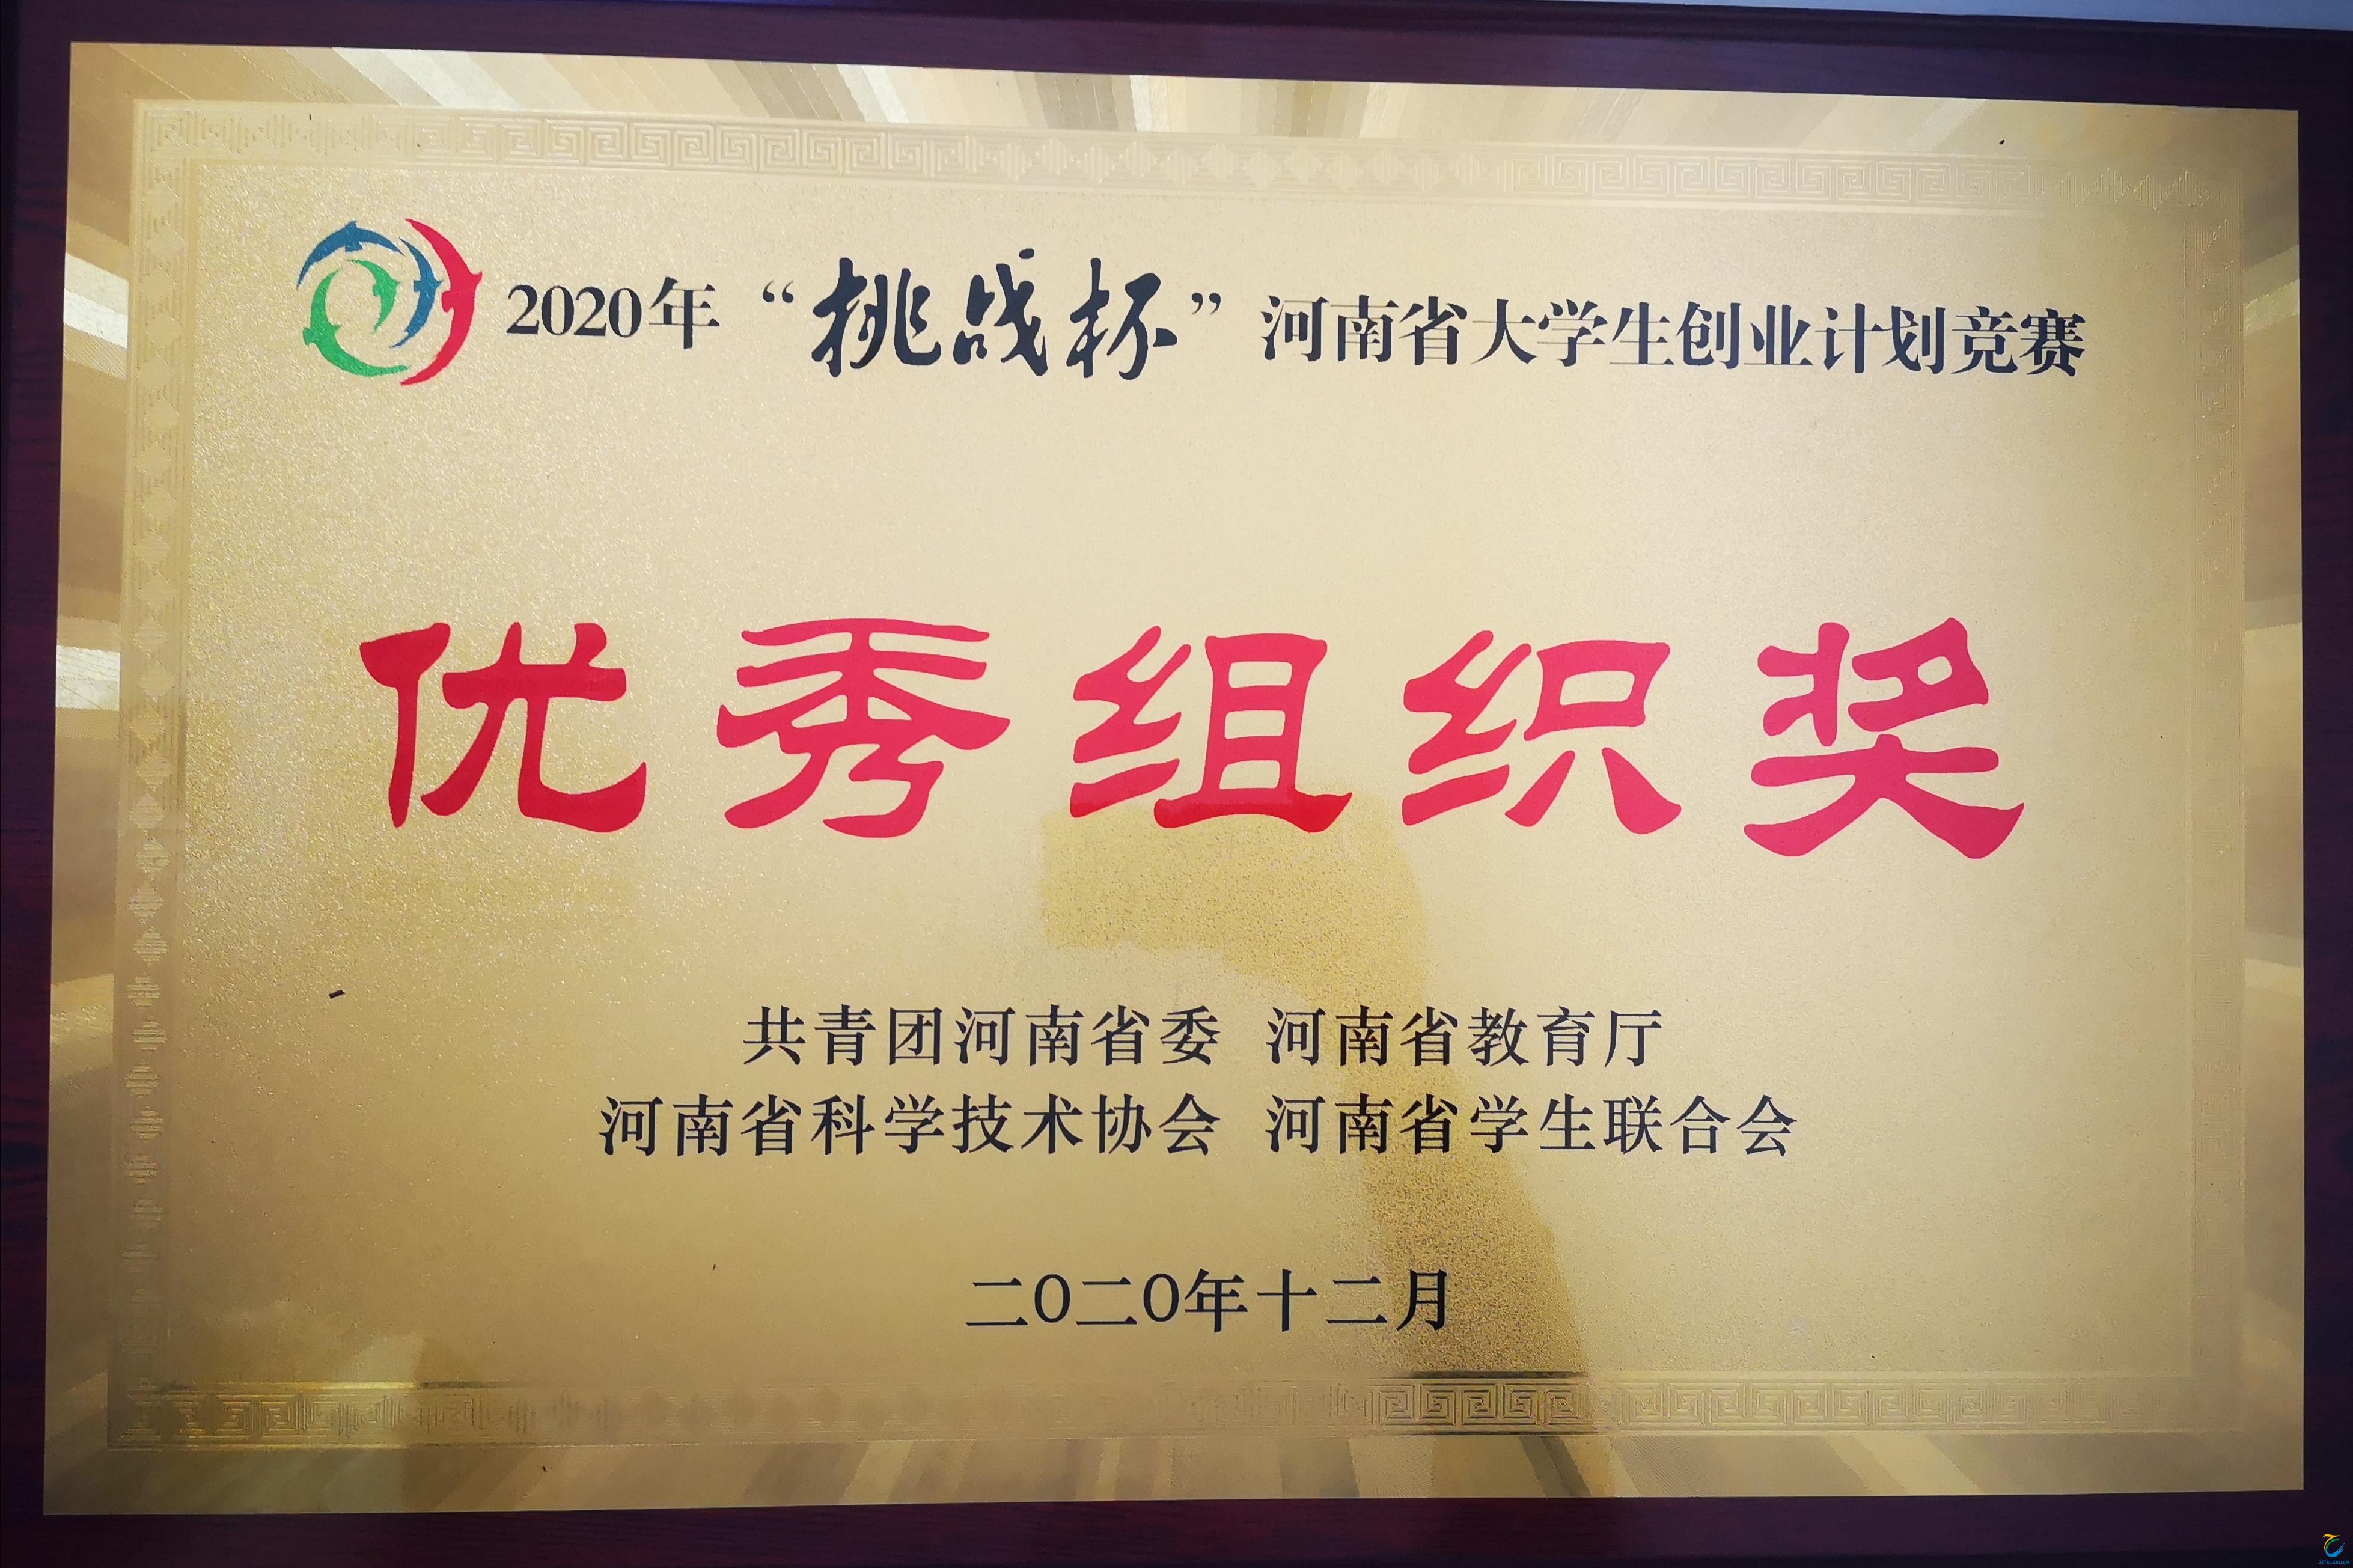 2020年“挑战杯”河南省大学生创业计划竞赛
优秀组织奖
共青团河南省委 河南省教育厅
河南省科学技术协会 河南省学生联合会
二〇二〇年十二月